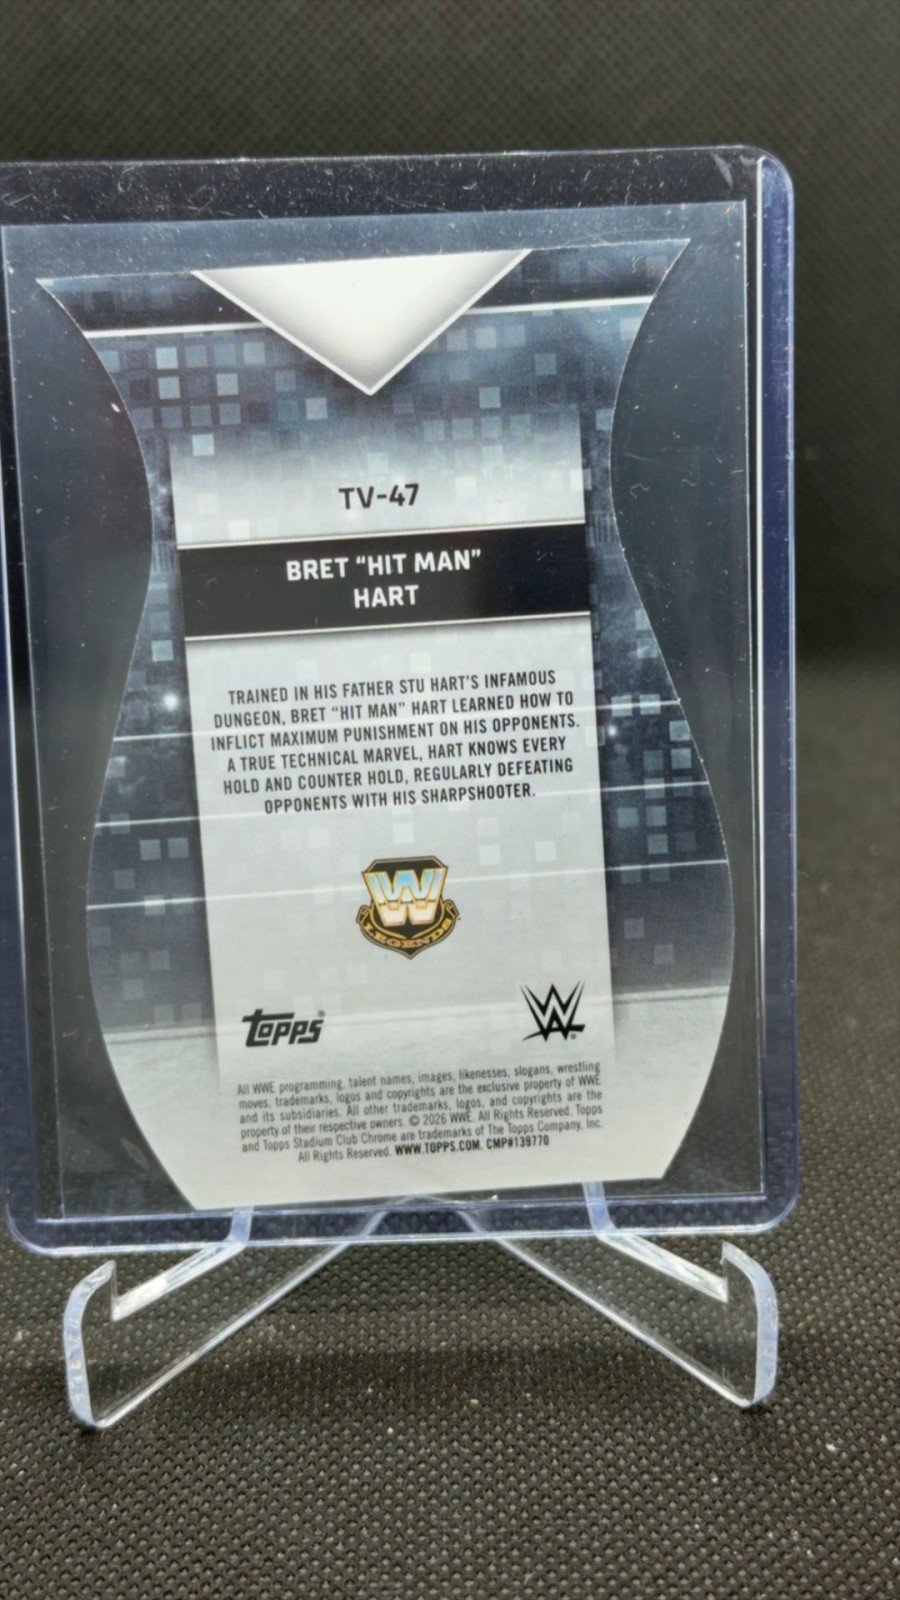 TV-47
BRET “HIT MAN”
HART
TRAINED IN HIS FATHER STU HART'S INFAMOUS
DUNGEON, BRET “HIT MAN” HART LEARNED HOW TO
INFLICT MAXIMUM PUNISHMENT ON HIS OPPONENTS.
A TRUE TECHNICAL MARVEL, HART KNOWS EVERY
HOLD AND COUNTER HOLD, REGULARLY DEFEATING
OPPONENTS WITH HIS SHARPSHOOTER.
W
LEGENDS
TOPPS®
W
All WWE programming, talent names, images, likenesses, slogans, wrestling
moves, trademarks, logos and copyrights are the exclusive property of WWE
and its subsidiaries. All other trademarks, logos, and copyrights are the
property of their respective owners. © 2026 WWE. All Rights Reserved. Topps
and Topps Stadium Club Chrome are trademarks of The Topps Company, Inc.
All Rights Reserved. WWW.TOPPS.COM. CMP#139770